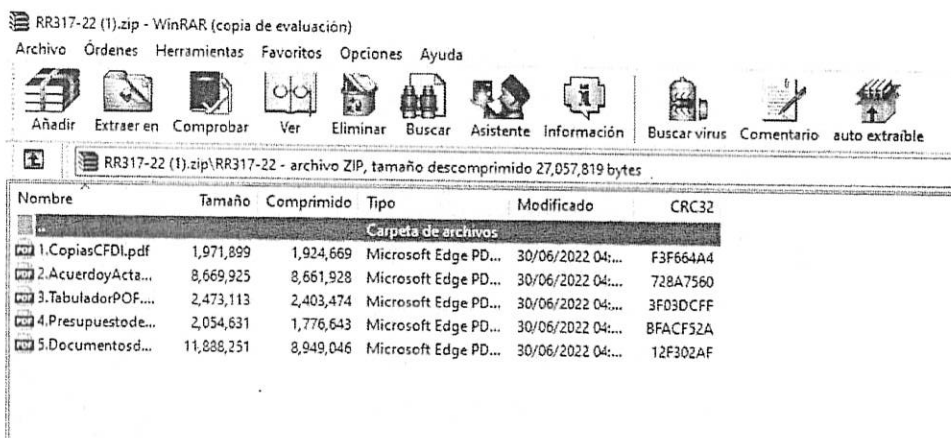 RR317-22 (1).zip - WinRAR (copia de evaluación)
Archivo Órdenes Herramientas Favoritos Opciones Ayuda
Añadir Extraer en Comprobar Ver Eliminar Buscar Asistente Información Buscar virus Comentario auto extraíble
RR317-22 (1).zip\RR317-22 - archivo ZIP, tamaño descomprimido 27,057,819 bytes
Nombre Tamaño Comprimido Tipo Modificado CRC32
.. Carpeta de archivos
1.CopiasCFDI.pdf 1,971,899 1,924,669 Microsoft Edge PD... 30/06/2022 04:... F3F664A4
2.AcuerdoyActa... 8,669,925 8,661,928 Microsoft Edge PD... 30/06/2022 04:... 728A7560
3.TabuladorPOF.... 2,473,113 2,403,474 Microsoft Edge PD... 30/06/2022 04:... 3F03DCFF
4.Presupuestode... 2,054,631 1,776,643 Microsoft Edge PD... 30/06/2022 04:... BFACF52A
5.Documentosd... 11,888,251 8,949,046 Microsoft Edge PD... 30/06/2022 04:... 12F302AF